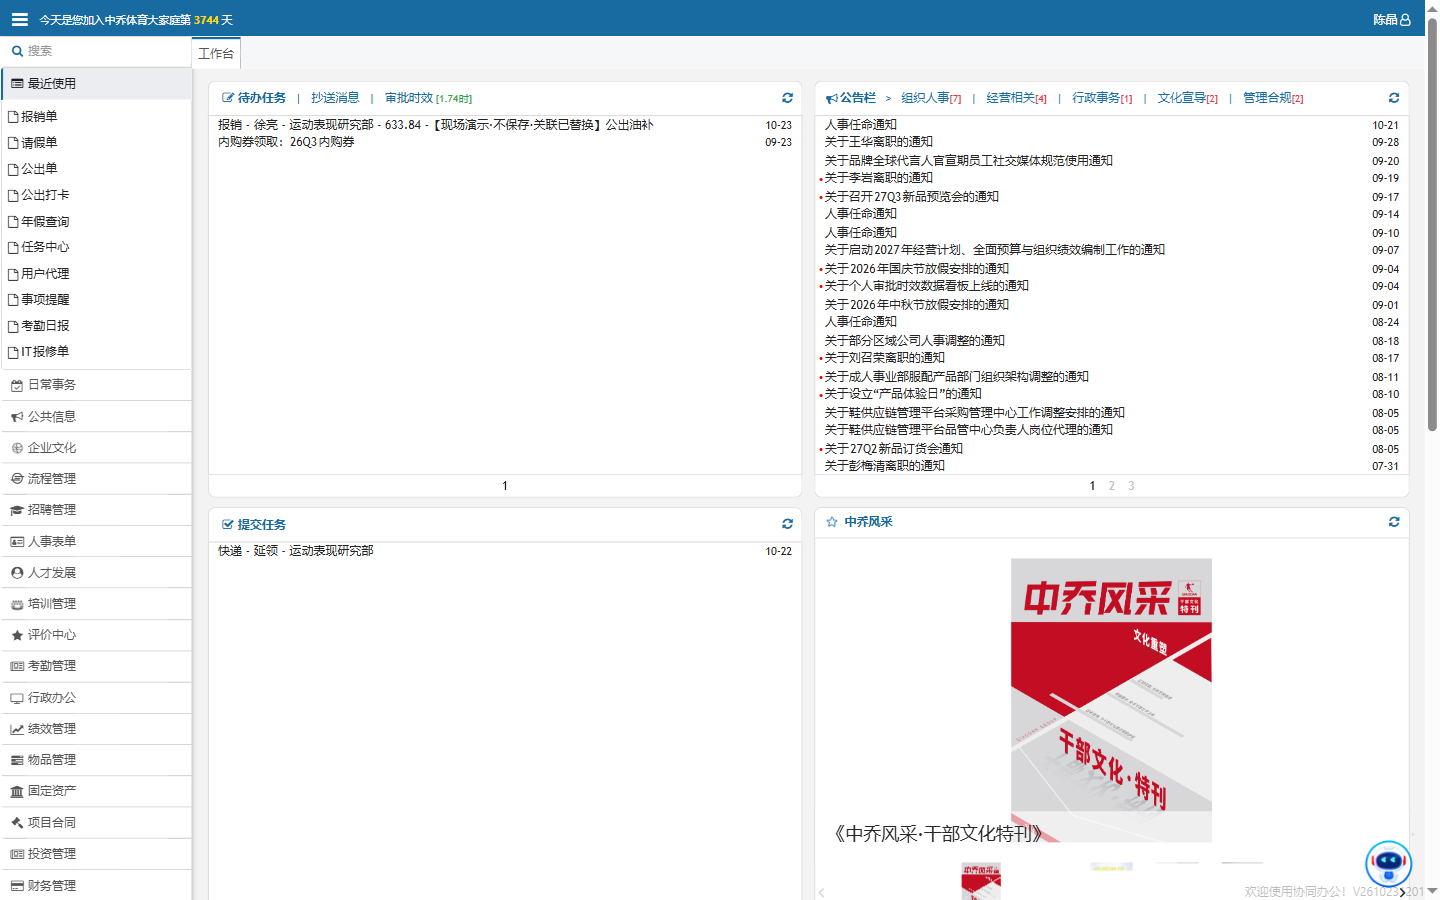 今天是您加入中乔体育大家庭第 3744 天
陈晶
搜索
工作台
最近使用
报销单
请假单
公出单
公出打卡
年假查询
任务中心
用户代理
事项提醒
考勤日报
IT报修单
日常事务
公共信息
企业文化
流程管理
招聘管理
人事表单
人才发展
培训管理
评价中心
考勤管理
行政办公
绩效管理
物品管理
固定资产
项目合同
投资管理
财务管理
待办任务 | 抄送消息 | 审批时效 [1.74时]
报销 - 徐亮 - 运动表现研究部 - 633.84 -【现场演示·不保存·关联已替换】公出油补 10-23
内购券领取：26Q3内购券 09-23
1
公告栏 > 组织人事[7] | 经营相关[4] | 行政事务[1] | 文化宣导[2] | 管理合规[2]
人事任命通知 10-21
关于王华离职的通知 09-28
关于品牌全球代言人官宣期员工社交媒体规范使用通知 09-20
关于李岩离职的通知 09-19
关于召开27Q3新品预览会的通知 09-17
人事任命通知 09-14
人事任命通知 09-10
关于启动2027年经营计划、全面预算与组织绩效编制工作的通知 09-07
关于2026年国庆节放假安排的通知 09-04
关于个人审批时效数据看板上线的通知 09-04
关于2026年中秋节放假安排的通知 09-01
人事任命通知 08-24
关于部分区域公司人事调整的通知 08-18
关于刘召荣离职的通知 08-17
关于成人事业部服配产品部门组织架构调整的通知 08-11
关于设立“产品体验日”的通知 08-10
关于鞋供应链管理平台采购管理中心工作调整安排的通知 08-05
关于鞋供应链管理平台品管中心负责人岗位代理的通知 08-05
关于27Q2新品订货会通知 08-05
关于彭梅清离职的通知 07-31
1 2 3
提交任务
快递 - 延领 - 运动表现研究部 10-22
中乔风采
中乔风采
干部文化
特刊
文化重塑
干部文化·特刊
《中乔风采·干部文化特刊》
中乔风采
欢迎使用协同办公！V261023 201